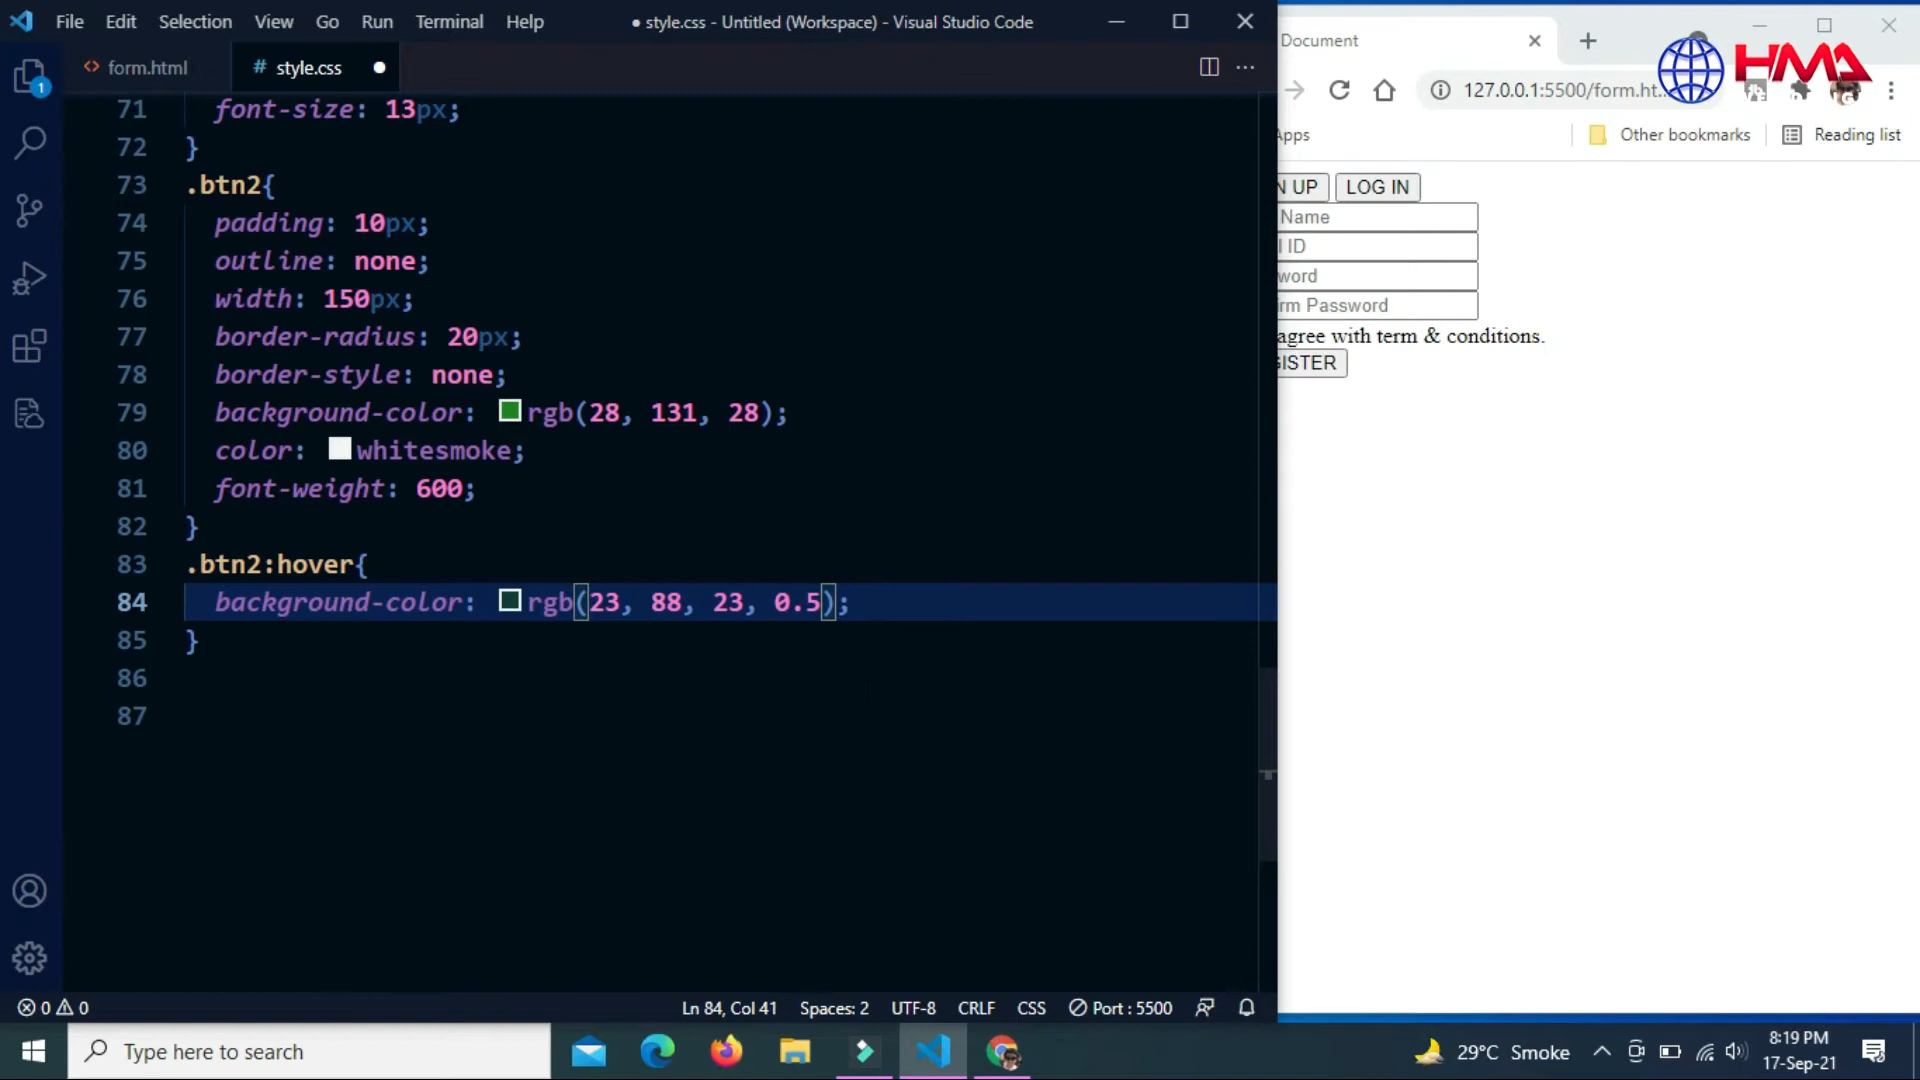 File Edit Selection View Go Run Terminal Help
● style.css - Untitled (Workspace) - Visual Studio Code
form.html
# style.css
71 font-size: 13px;
72 }
73 .btn2{
74 padding: 10px;
75 outline: none;
76 width: 150px;
77 border-radius: 20px;
78 border-style: none;
79 background-color: rgb(28, 131, 28);
80 color: whitesmoke;
81 font-weight: 600;
82 }
83 .btn2:hover{
84 background-color: rgb(23, 88, 23, 0.5);
85 }
86
87
1
0 0
Ln 84, Col 41 Spaces: 2 UTF-8 CRLF CSS Port : 5500
Document
127.0.0.1:5500/form.ht...
HMA
Apps
Other bookmarks
Reading list
N UP LOG IN
Name
l ID
word
irm Password
agree with term & conditions.
GISTER
Type here to search
29°C Smoke
8:19 PM
17-Sep-21